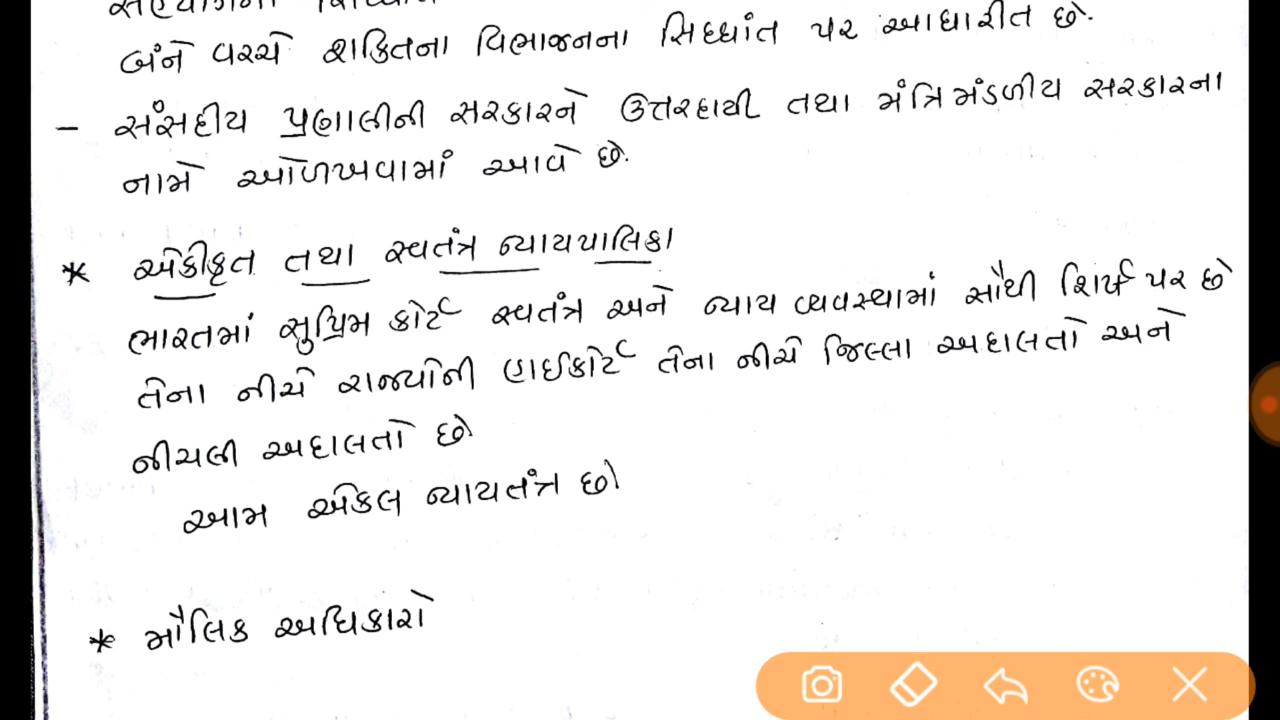 બંને વચ્ચે શક્તિના વિભાજનના સિધ્ધાંત પર આધારીત છે.
- સંસદીય પ્રણાલીની સરકારને ઉત્તરદાયી તથા મંત્રિમંડળીય સરકારના
નામે ઓળખવામાં આવે છે.
* એકીકૃત તથા સ્વતંત્ર ન્યાયપાલિકા
ભારતમાં સુપ્રિમ કોર્ટ સ્વતંત્ર અને ન્યાય વ્યવસ્થામાં સૌથી શિર્ષ પર છે
તેના નીચે રાજ્યોની હાઈકોર્ટ તેના નીચે જિલ્લા અદાલતો અને
નીચલી અદાલતો છે
આમ એકલ ન્યાયતંત્ર છે
* મૌલિક અધિકારો